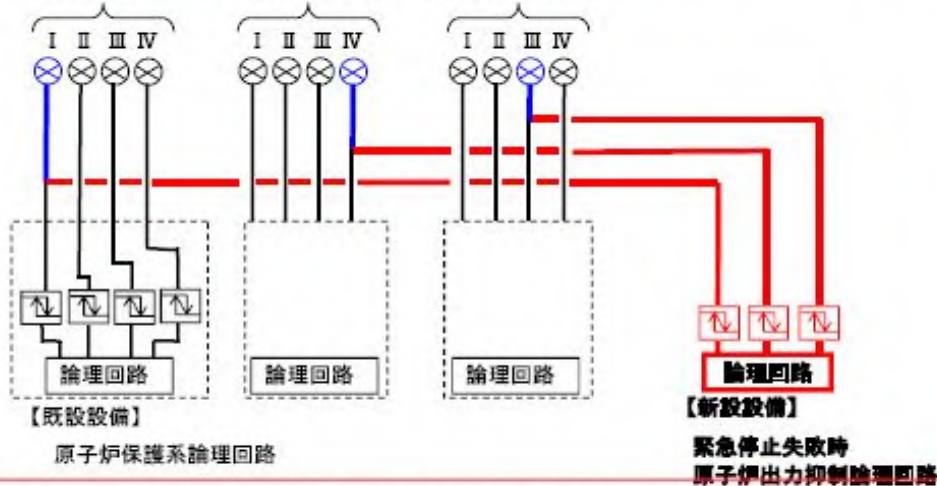 I II III IV I II III IV I II III IV
論理回路 論理回路 論理回路 論理回路
【既設設備】 【新設設備】
原子炉保護系論理回路
緊急停止失敗時
原子炉出力抑制論理回路